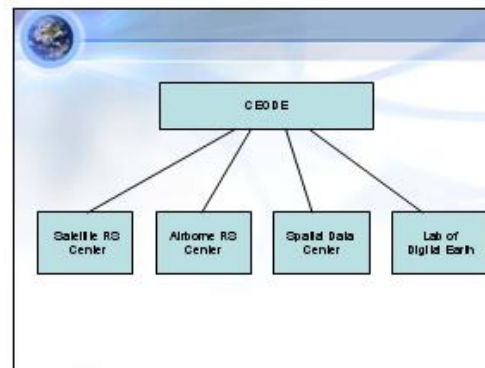 CEODE
Satellite RS
Center
Airborne RS
Center
Spatial Data
Center
Lab of
Digital Earth